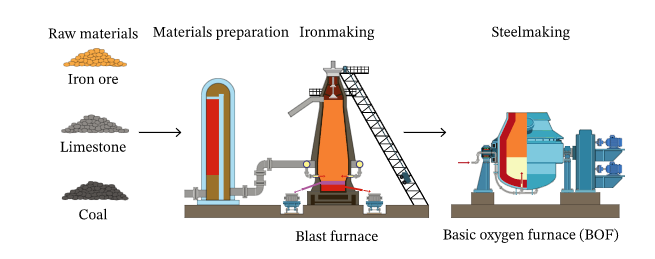 Raw materials
Iron ore
Limestone
Coal
Materials preparation
Ironmaking
Blast furnace
Steelmaking
Basic oxygen furnace (BOF)